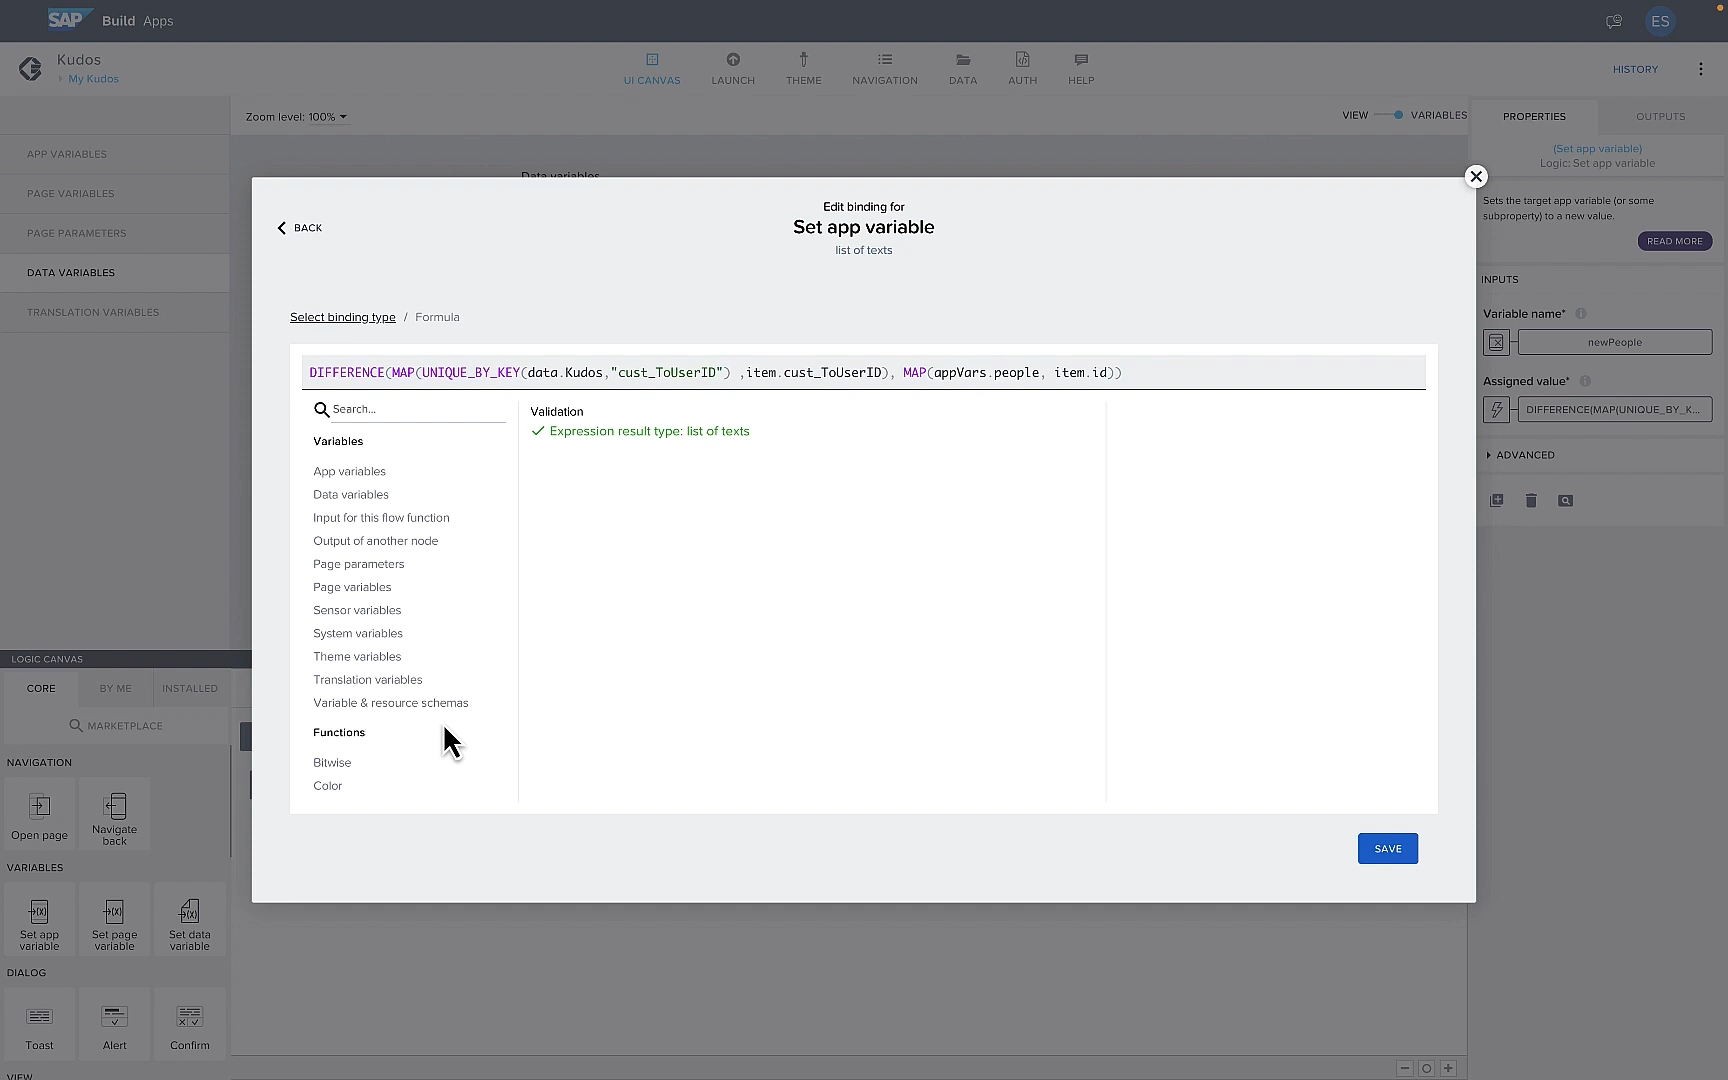 SAP Build Apps
ES
Kudos
My Kudos
UI CANVAS
LAUNCH
THEME
NAVIGATION
DATA
AUTH
HELP
HISTORY
Zoom level: 100%
VIEW
VARIABLES
PROPERTIES
OUTPUTS
APP VARIABLES
PAGE VARIABLES
PAGE PARAMETERS
DATA VARIABLES
TRANSLATION VARIABLES
Data variables
(Set app variable)
Logic: Set app variable
Sets the target app variable (or some
subproperty) to a new value.
READ MORE
INPUTS
Variable name*
newPeople
Assigned value*
DIFFERENCE(MAP(UNIQUE_BY_K...
ADVANCED
BACK
Edit binding for
Set app variable
list of texts
Select binding type / Formula
DIFFERENCE(MAP(UNIQUE_BY_KEY(data.Kudos,"cust_ToUserID") ,item.cust_ToUserID), MAP(appVars.people, item.id))
Search...
Validation
Expression result type: list of texts
Variables
App variables
Data variables
Input for this flow function
Output of another node
Page parameters
Page variables
Sensor variables
System variables
Theme variables
Translation variables
Variable & resource schemas
Functions
Bitwise
Color
SAVE
LOGIC CANVAS
CORE
BY ME
INSTALLED
MARKETPLACE
NAVIGATION
Open page
Navigate
back
VARIABLES
Set app
variable
Set page
variable
Set data
variable
DIALOG
Toast
Alert
Confirm
VIEW